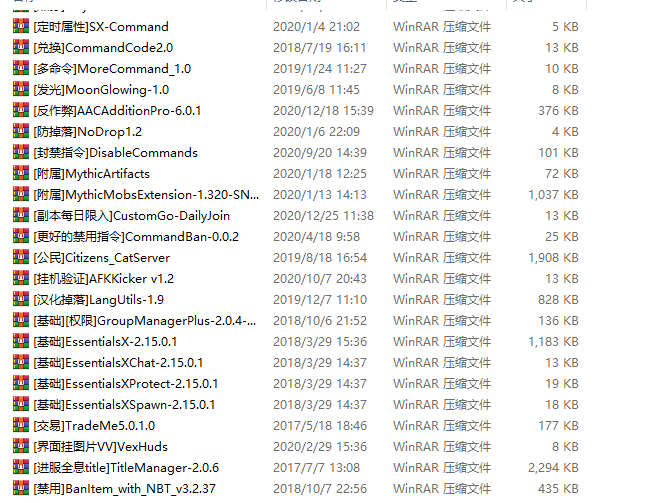 [定时属性]SX-Command 2020/1/4 21:02 WinRAR 压缩文件 5 KB
[兑换]CommandCode2.0 2018/7/19 16:11 WinRAR 压缩文件 13 KB
[多命令]MoreCommand_1.0 2019/1/24 11:27 WinRAR 压缩文件 10 KB
[发光]MoonGlowing-1.0 2019/6/8 11:45 WinRAR 压缩文件 8 KB
[反作弊]AACAdditionPro-6.0.1 2020/12/18 15:39 WinRAR 压缩文件 376 KB
[防掉落]NoDrop1.2 2020/1/6 22:09 WinRAR 压缩文件 4 KB
[封禁指令]DisableCommands 2020/9/20 14:39 WinRAR 压缩文件 101 KB
[附属]MythicArtifacts 2020/1/18 12:25 WinRAR 压缩文件 72 KB
[附属]MythicMobsExtension-1.320-SN... 2020/1/13 14:13 WinRAR 压缩文件 1,037 KB
[副本每日限入]CustomGo-DailyJoin 2020/12/25 11:38 WinRAR 压缩文件 13 KB
[更好的禁用指令]CommandBan-0.0.2 2020/4/18 9:58 WinRAR 压缩文件 25 KB
[公民]Citizens_CatServer 2019/8/18 16:54 WinRAR 压缩文件 1,908 KB
[挂机验证]AFKKicker v1.2 2020/10/7 20:43 WinRAR 压缩文件 13 KB
[汉化掉落]LangUtils-1.9 2019/12/7 11:10 WinRAR 压缩文件 828 KB
[基础][权限]GroupManagerPlus-2.0.4-... 2018/10/6 21:52 WinRAR 压缩文件 136 KB
[基础]EssentialsX-2.15.0.1 2018/3/29 15:36 WinRAR 压缩文件 1,183 KB
[基础]EssentialsXChat-2.15.0.1 2018/3/29 14:37 WinRAR 压缩文件 13 KB
[基础]EssentialsXProtect-2.15.0.1 2018/3/29 14:37 WinRAR 压缩文件 19 KB
[基础]EssentialsXSpawn-2.15.0.1 2018/3/29 14:37 WinRAR 压缩文件 18 KB
[交易]TradeMe5.0.1.0 2017/5/18 18:46 WinRAR 压缩文件 177 KB
[界面挂图片VV]VexHuds 2020/2/29 15:36 WinRAR 压缩文件 8 KB
[进服全息title]TitleManager-2.0.6 2017/7/7 13:08 WinRAR 压缩文件 2,294 KB
[禁用]BanItem_with_NBT_v3.2.37 2018/10/7 22:56 WinRAR 压缩文件 435 KB